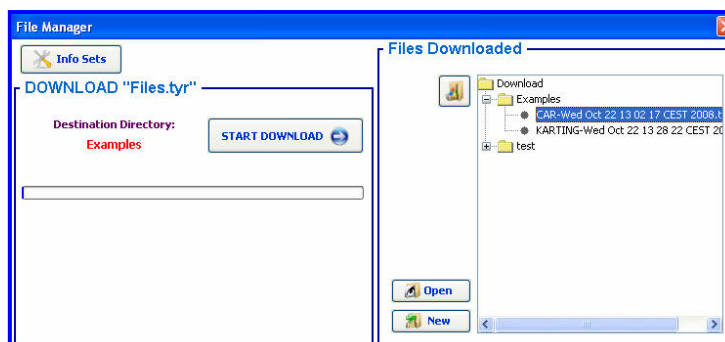 File Manager
Info Sets
DOWNLOAD "Files.tyr"
Destination Directory:
Examples
START DOWNLOAD
Files Downloaded
Download
Examples
CAR-Wed Oct 22 13 02 17 CEST 2008.t
KARTING-Wed Oct 22 13 28 22 CEST 20
test
Open
New